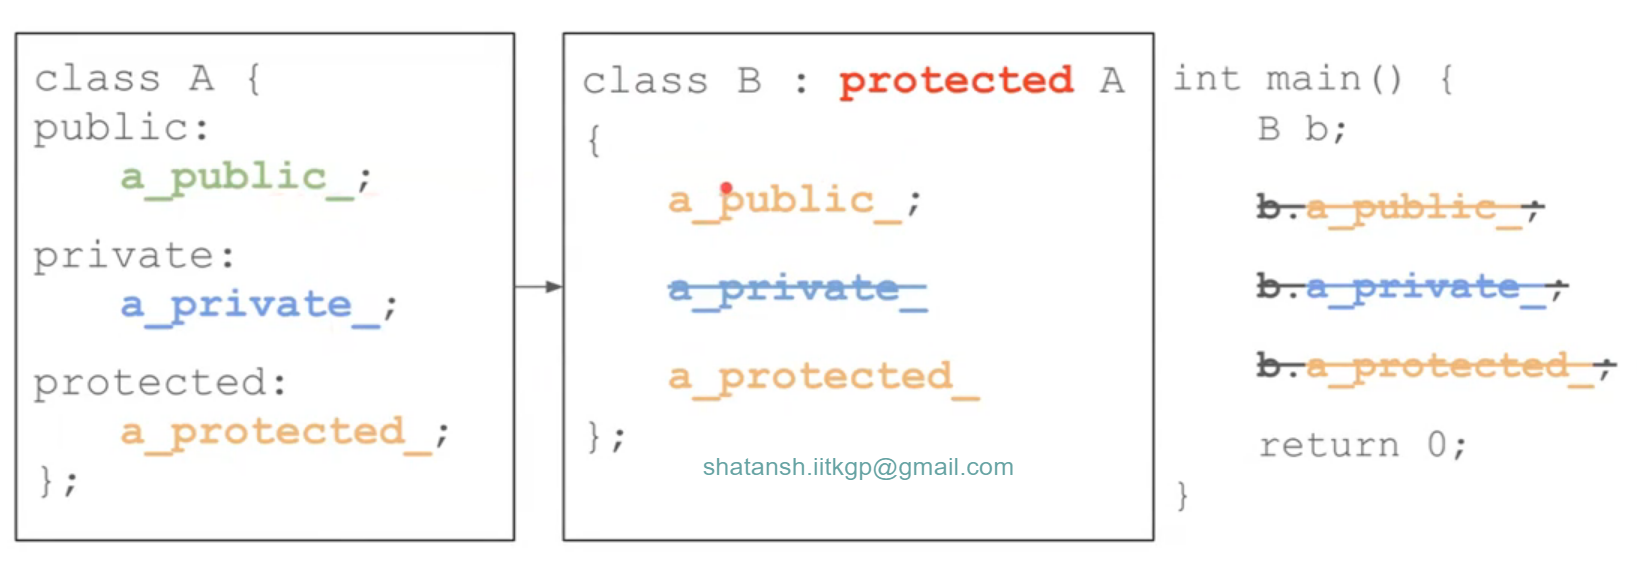 class A {
public:
a_public_;
private:
a_private_;
protected:
a_protected_;
};
class B : protected A
{
a_public_;
a_private_
a_protected_
};
shatansh.iitkgp@gmail.com
int main() {
B b;
b.a_public_;
b.a_private_;
b.a_protected_;
return 0;
}